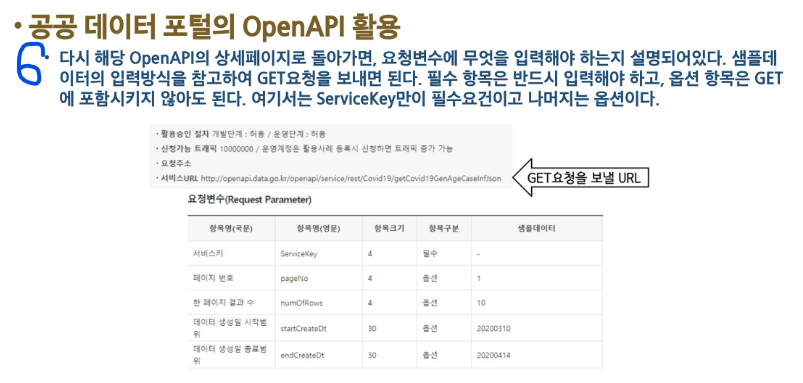 • 공공 데이터 포털의 OpenAPI 활용
6
• 다시 해당 OpenAPI의 상세페이지로 돌아가면, 요청변수에 무엇을 입력해야 하는지 설명되어있다. 샘플데
이터의 입력방식을 참고하여 GET요청을 보내면 된다. 필수 항목은 반드시 입력해야 하고, 옵션 항목은 GET
에 포함시키지 않아도 된다. 여기서는 ServiceKey만이 필수요건이고 나머지는 옵션이다.
• 활용승인 절차 개발단계 : 허용 / 운영단계 : 허용
• 신청가능 트래픽 10000000 / 운영계정은 활용사례 등록시 신청하면 트래픽 증가 가능
• 요청주소
• 서비스URL http://openapi.data.go.kr/openapi/service/rest/Covid19/getCovid19GenAgeCaseInfJson
GET요청을 보낼 URL
요청변수(Request Parameter)
항목명(국문) 항목명(영문) 항목크기 항목구분 샘플데이터
서비스키 ServiceKey 4 필수 -
페이지 번호 pageNo 4 옵션 1
한 페이지 결과 수 numOfRows 4 옵션 10
데이터 생성일 시작범
위 startCreateDt 30 옵션 20200310
데이터 생성일 종료범
위 endCreateDt 30 옵션 20200414